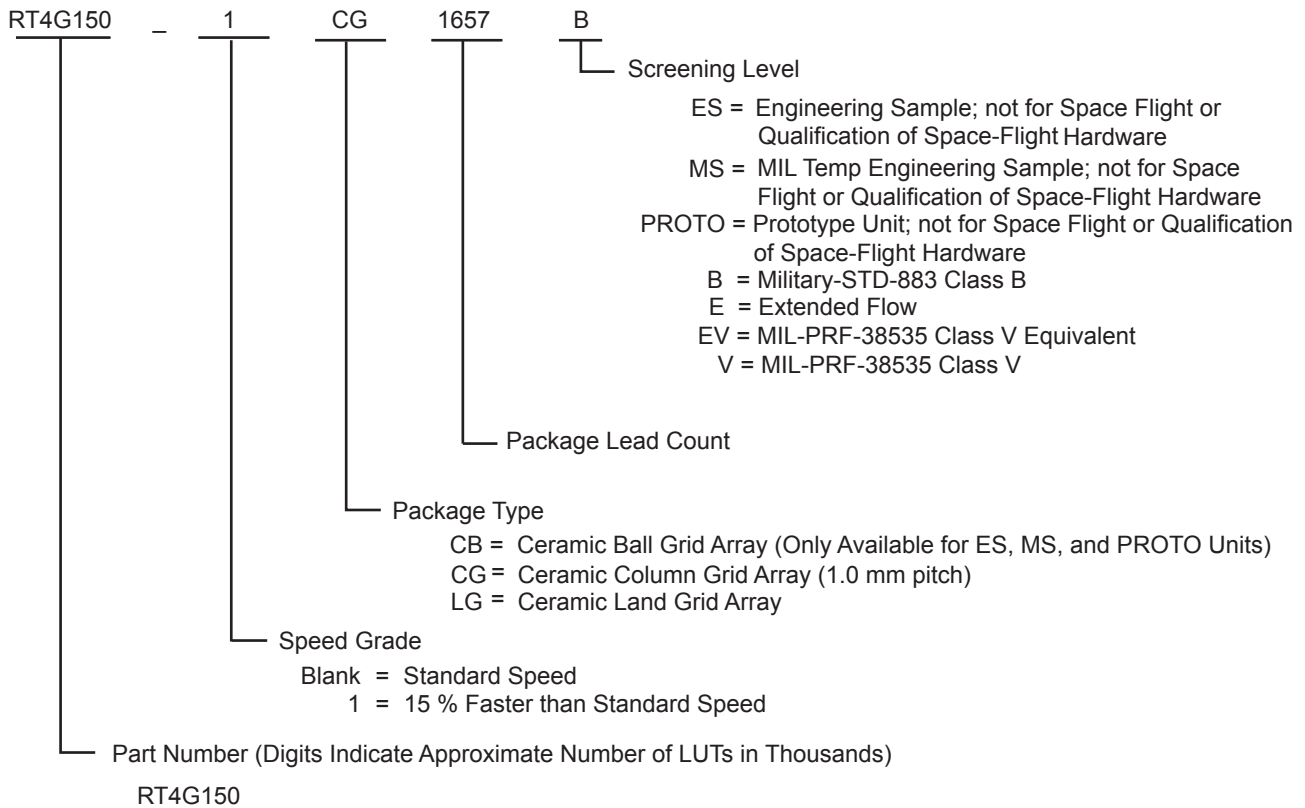 RT4G150 _ 1 CG 1657 B
Screening Level
ES = Engineering Sample; not for Space Flight or
Qualification of Space-Flight Hardware
MS = MIL Temp Engineering Sample; not for Space
Flight or Qualification of Space-Flight Hardware
PROTO = Prototype Unit; not for Space Flight or Qualification
of Space-Flight Hardware
B = Military-STD-883 Class B
E = Extended Flow
EV = MIL-PRF-38535 Class V Equivalent
V = MIL-PRF-38535 Class V
Package Lead Count
Package Type
CB = Ceramic Ball Grid Array (Only Available for ES, MS, and PROTO Units)
CG = Ceramic Column Grid Array (1.0 mm pitch)
LG = Ceramic Land Grid Array
Speed Grade
Blank = Standard Speed
1 = 15 % Faster than Standard Speed
Part Number (Digits Indicate Approximate Number of LUTs in Thousands)
RT4G150